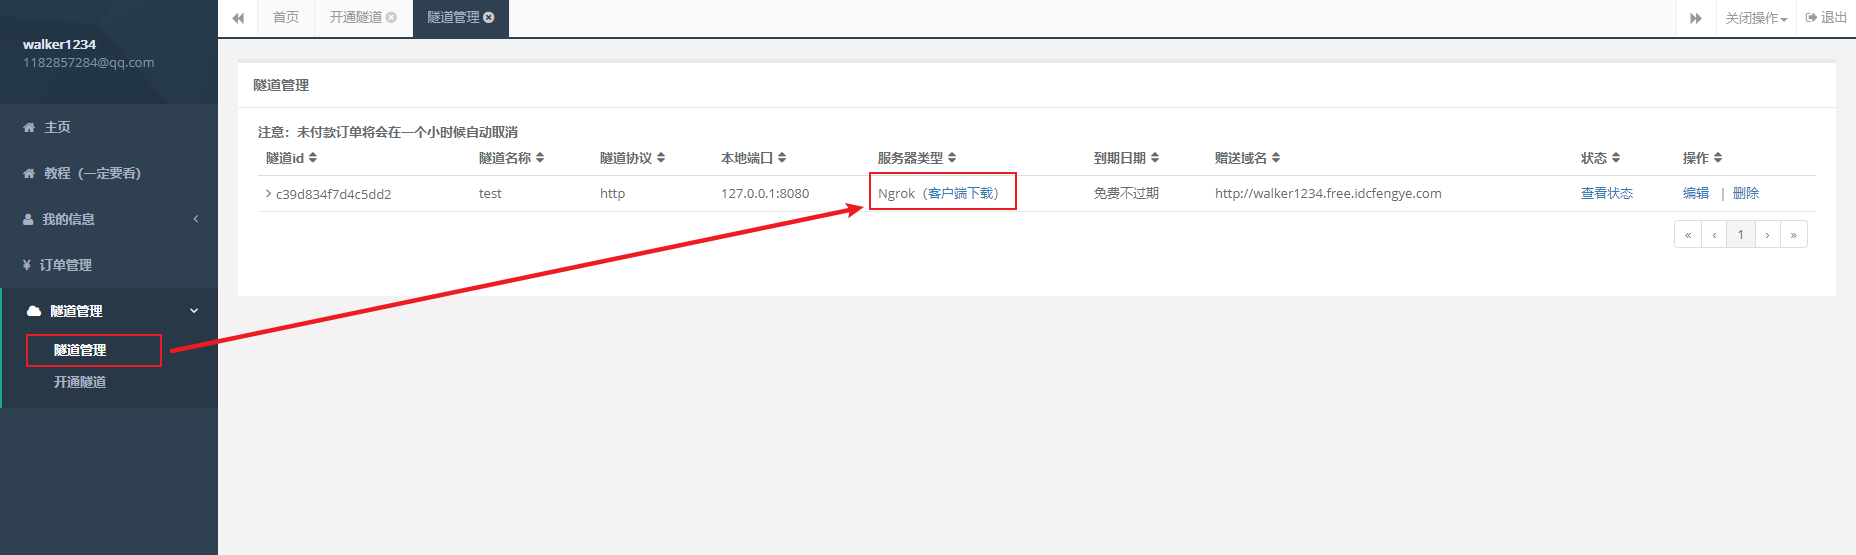 walker1234
1182857284@qq.com
主页
教程（一定要看）
我的信息
¥ 订单管理
隧道管理
隧道管理
开通隧道
首页 开通隧道 隧道管理 关闭操作 退出
隧道管理
注意：未付款订单将会在一个小时候自动取消
隧道id 隧道名称 隧道协议 本地端口 服务器类型 到期日期 赠送域名 状态 操作
c39d834f7d4c5dd2 test http 127.0.0.1:8080 Ngrok（客户端下载） 免费不过期 http://walker1234.free.idcfengye.com 查看状态 编辑 | 删除
« ‹ 1 › »